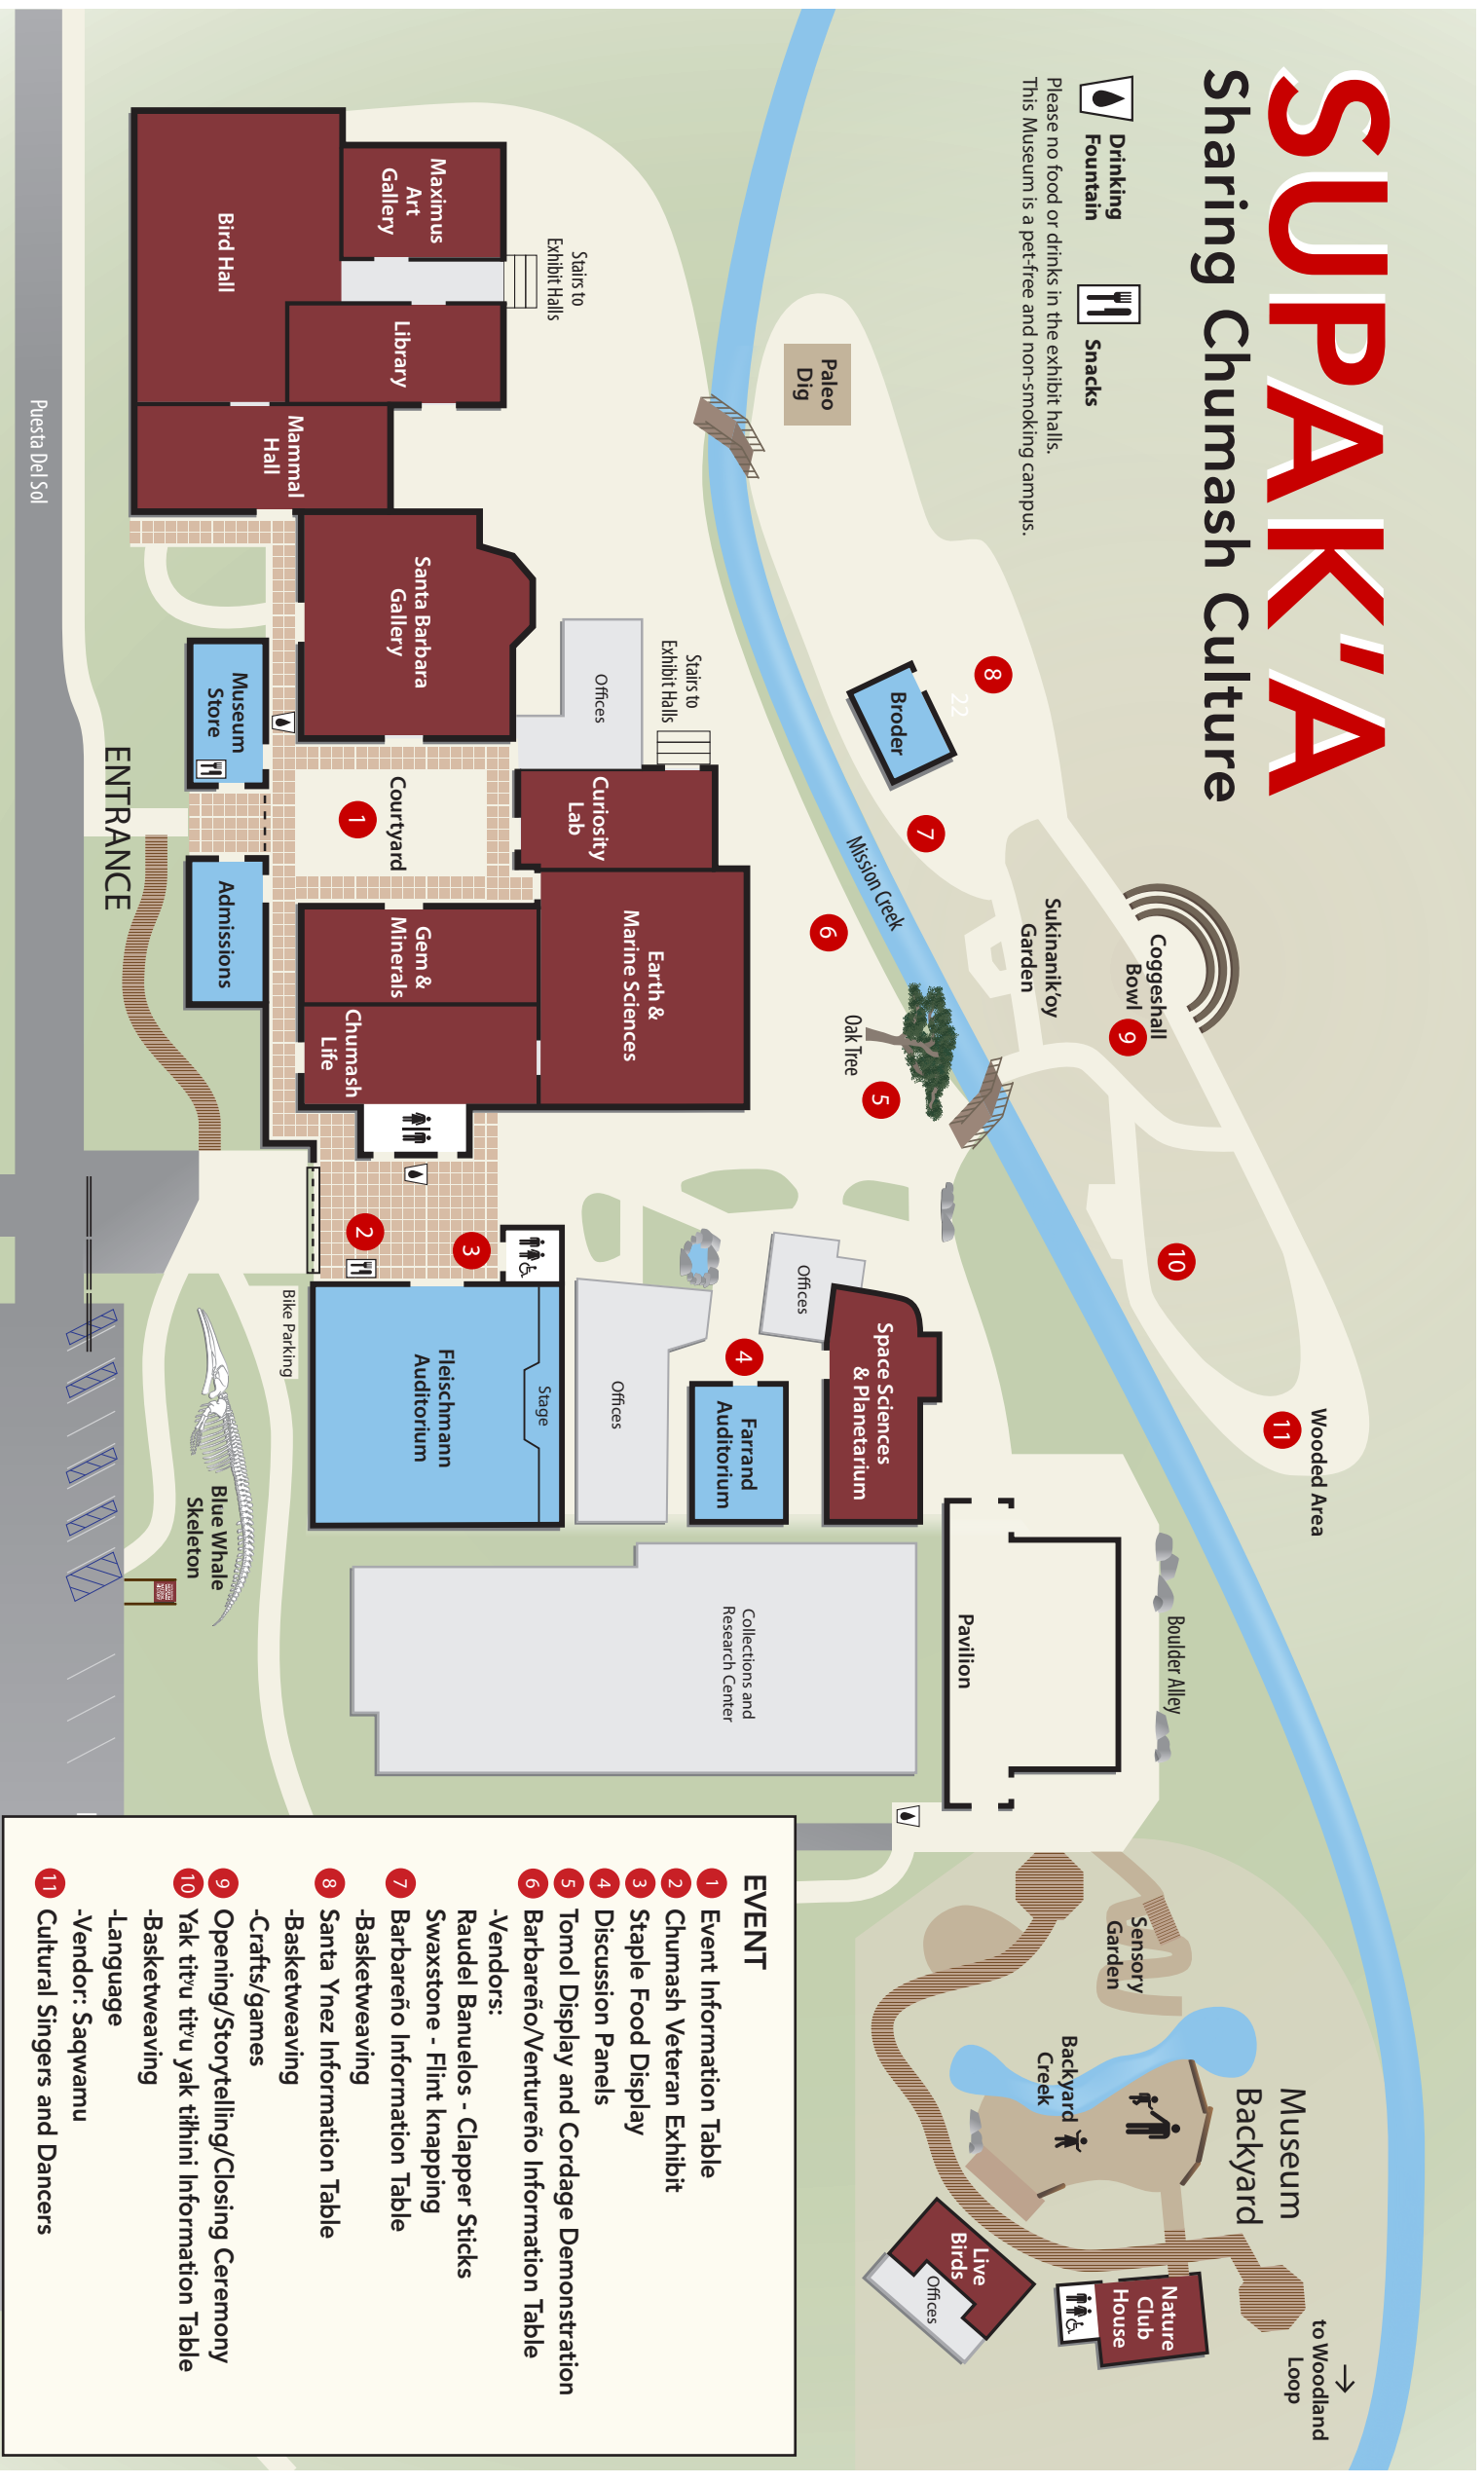 SUPAK'A
Sharing Chumash Culture
Drinking
Fountain
Snacks
Please no food or drinks in the exhibit halls.
This Museum is a pet-free and non-smoking campus.
Paleo
Dig
Stairs to
Exhibit Halls
Maximus
Art
Gallery
Bird Hall
Library
Mammal
Hall
Santa Barbara
Gallery
Offices
Stairs to
Exhibit Halls
Broder
22
8
7
6
Mission Creek
Sukinanik'oy
Garden
Coggeshall
Bowl
9
Oak Tree
5
10
11
Wooded Area
Museum
Store
ENTRANCE
Admissions
Courtyard
1
Curiosity
Lab
Earth &
Marine Sciences
Gem &
Minerals
Chumash
Life
Puesta Del Sol
2
3
Bike Parking
Fleischmann
Auditorium
Stage
Offices
Offices
4
Farrand
Auditorium
Space Sciences
& Planetarium
Blue Whale
Skeleton
Collections and
Research Center
Pavilion
Boulder Alley
Sensory
Garden
Backyard
Creek
Museum
Backyard
Live
Birds
Offices
Nature
Club
House
to Woodland
Loop
EVENT
1 Event Information Table
2 Chumash Veteran Exhibit
3 Staple Food Display
4 Discussion Panels
5 Tomol Display and Cordage Demonstration
6 Barbareño/Ventureño Information Table
-Vendors:
Raudel Banuelos - Clapper Sticks
Swaxstone - Flint knapping
7 Barbareño Information Table
-Basketweaving
8 Santa Ynez Information Table
-Basketweaving
-Crafts/games
9 Opening/Storytelling/Closing Ceremony
10 Yak titʸu titʸu yak tiłhini Information Table
-Basketweaving
-Language
-Vendor: Saqwamu
11 Cultural Singers and Dancers